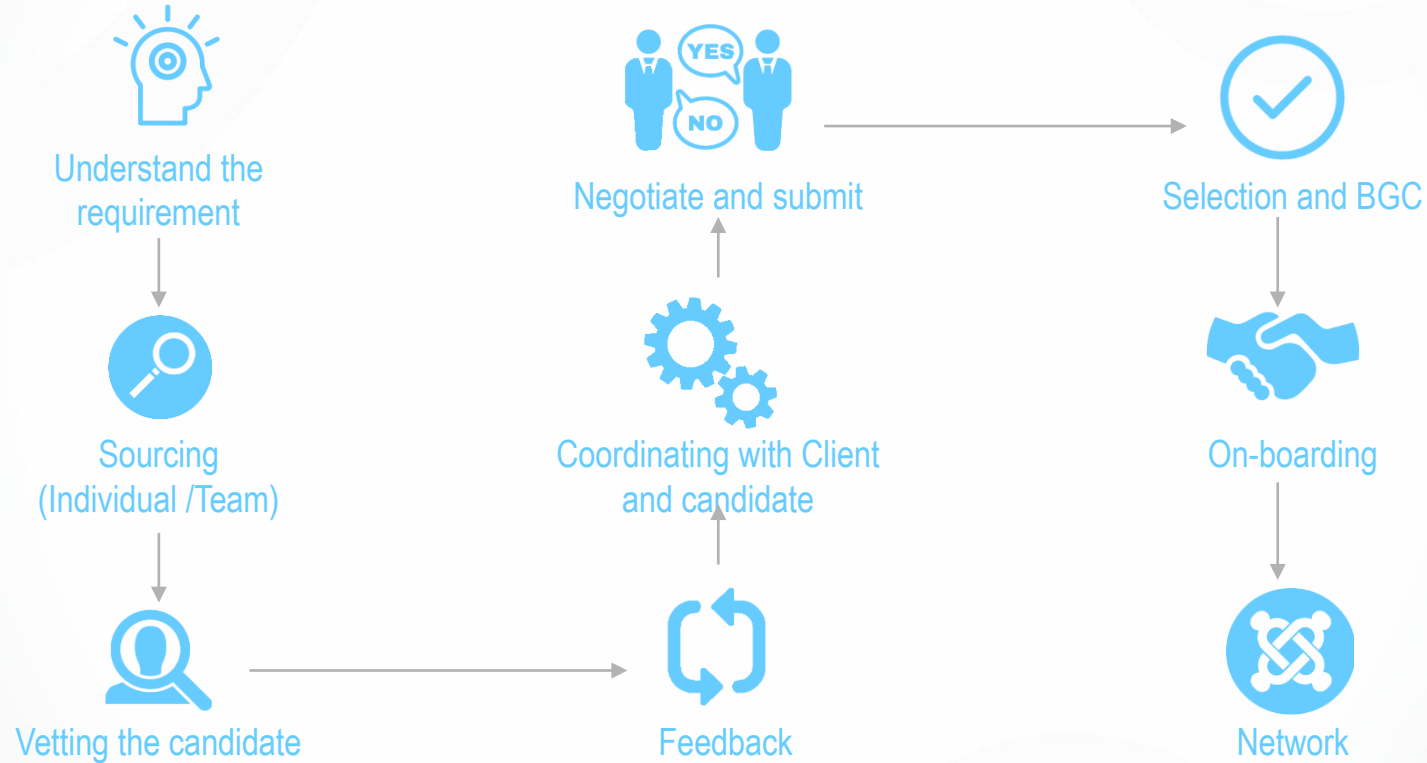 Understand the
requirement
Sourcing
(Individual /Team)
Vetting the candidate
Feedback
Coordinating with Client
and candidate
Negotiate and submit
YES
NO
Selection and BGC
On-boarding
Network